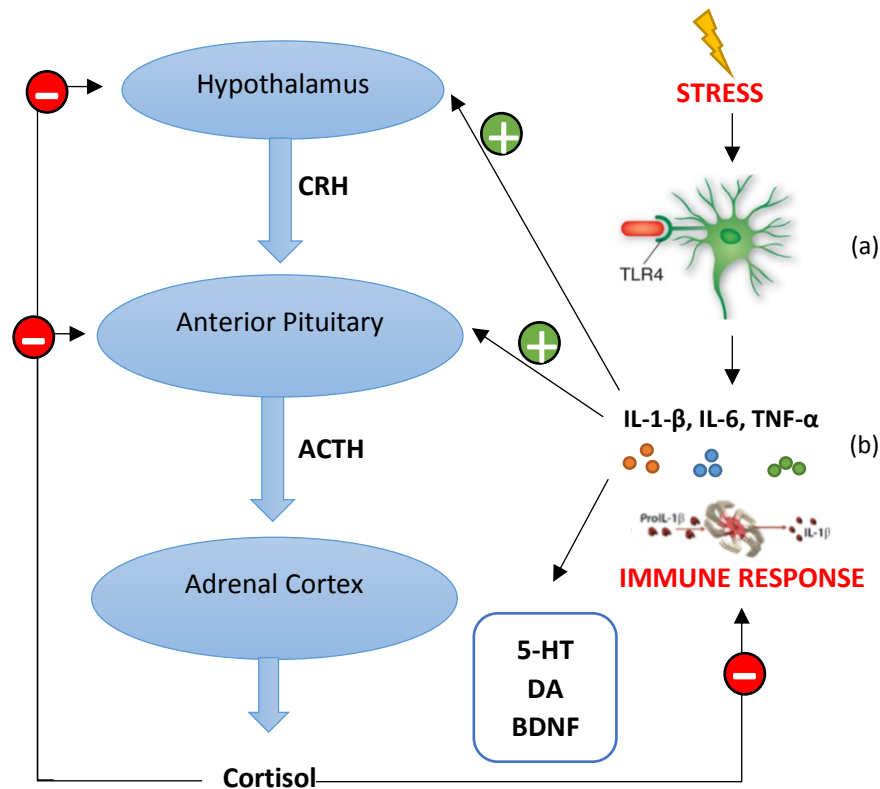 STRESS
Hypothalamus
CRH
TLR4
(a)
Anterior Pituitary
IL-1-β, IL-6, TNF-α
(b)
ACTH
ProIL-1β
IL-1β
IMMUNE RESPONSE
Adrenal Cortex
5-HT
DA
BDNF
Cortisol